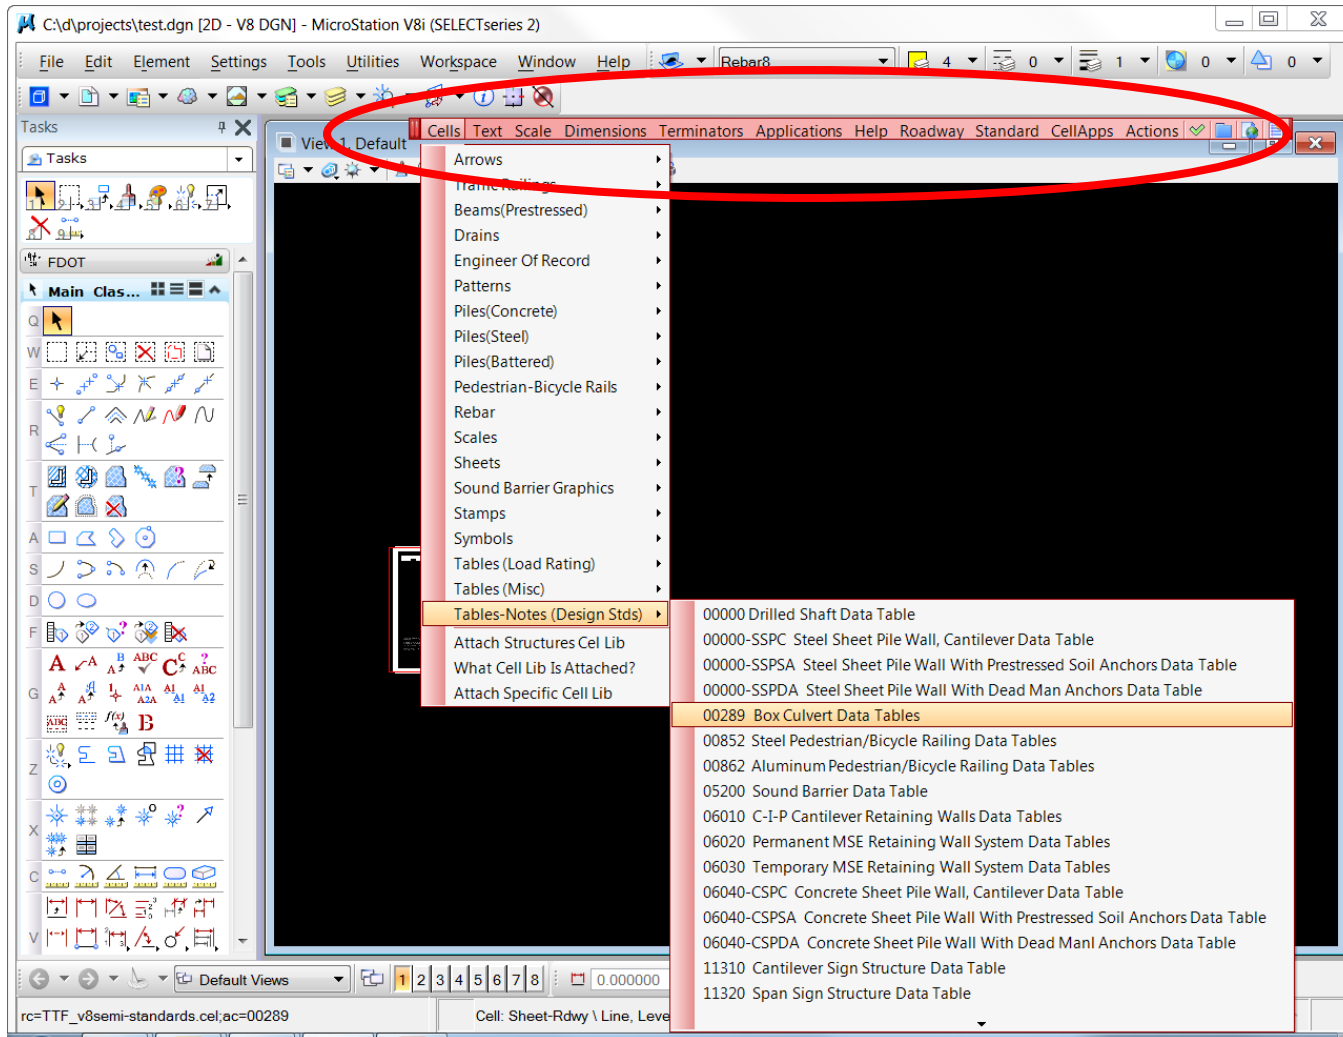 C:\d\projects\test.dgn [2D - V8 DGN] - MicroStation V8i (SELECTseries 2)
File Edit Element Settings Tools Utilities Workspace Window Help Rebar8 4 0 1 0 0
Tasks
Cells Text Scale Dimensions Terminators Applications Help Roadway Standard CellApps Actions
View 1, Default
Tasks
Arrows
Traffic Railings
Beams(Prestressed)
Drains
Engineer Of Record
Patterns
Piles(Concrete)
Piles(Steel)
Piles(Battered)
Pedestrian-Bicycle Rails
Rebar
Scales
Sheets
Sound Barrier Graphics
Stamps
Symbols
Tables (Load Rating)
Tables (Misc)
Tables-Notes (Design Stds)
Attach Structures Cel Lib
What Cell Lib Is Attached?
Attach Specific Cell Lib
00000 Drilled Shaft Data Table
00000-SSPC Steel Sheet Pile Wall, Cantilever Data Table
00000-SSPSA Steel Sheet Pile Wall With Prestressed Soil Anchors Data Table
00000-SSPDA Steel Sheet Pile Wall With Dead Man Anchors Data Table
00289 Box Culvert Data Tables
00852 Steel Pedestrian/Bicycle Railing Data Tables
00862 Aluminum Pedestrian/Bicycle Railing Data Tables
05200 Sound Barrier Data Table
06010 C-I-P Cantilever Retaining Walls Data Tables
06020 Permanent MSE Retaining Wall System Data Tables
06030 Temporary MSE Retaining Wall System Data Tables
06040-CSPC Concrete Sheet Pile Wall, Cantilever Data Table
06040-CSPSA Concrete Sheet Pile Wall With Prestressed Soil Anchors Data Table
06040-CSPDA Concrete Sheet Pile Wall With Dead Manl Anchors Data Table
11310 Cantilever Sign Structure Data Table
11320 Span Sign Structure Data Table
1 2 3 4 5 6 7
8 9
FDOT
Main Clas...
Q
W
E
R
T
A
S
D
F
G
Z
X
C
V
Default Views 1 2 3 4 5 6 7 8 0.000000
rc=TTF_v8semi-standards.cel;ac=00289 Cell: Sheet-Rdwy \ Line, Leve